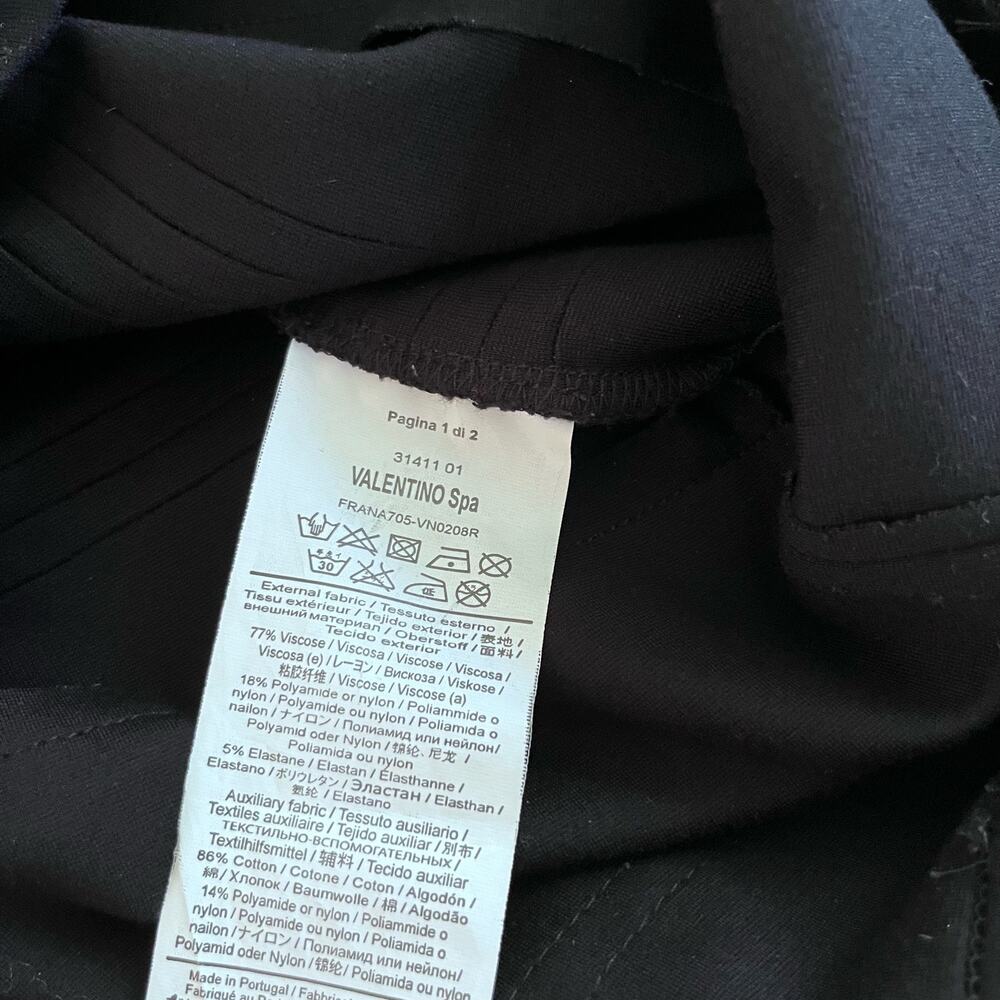 Pagina 1 di 2
31411 01
VALENTINO Spa
FRANA705-VN0208R
30
External fabric / Tessuto esterno /
Tissu extérieur / Tejido exterior / 表地 /
внешний материал / Oberstoff / 面料 /
Tecido exterior
77% Viscose / Viscosa / Viscose / Viscosa /
Viscosa (e) / レーヨン / Вискоза / Viskose /
粘胶纤维 / Viscose / Viscose (a)
18% Polyamide or nylon / Poliammide o
nylon / Polyamide ou nylon / Poliamida o
nailon / ナイロン / Полиамид или нейлон/
Polyamid oder Nylon / 锦纶、尼龙 /
Poliamida ou nylon
5% Elastane / Elastan / Élasthanne /
Elastano / ポリウレタン / Эластан / Elasthan /
氨纶 / Elastano
Auxiliary fabric / Tessuto ausiliario /
Textiles auxiliaire / Tejido auxiliar / 別布 /
ТЕКСТИЛЬНО-ВСПОМОГАТЕЛЬНЫХ /
Textilhilfsmittel / 辅料 / Tecido auxiliar
86% Cotton / Cotone / Coton / Algodón /
綿 / Хлопок / Baumwolle / 棉 / Algodão
14% Polyamide or nylon / Poliammide o
nylon / Polyamide ou nylon / Poliamida o
nailon / ナイロン / Полиамид или нейлон/
Polyamid oder Nylon / 锦纶/ Poliamida ou nylon
Made in Portugal /
Fabriqué au